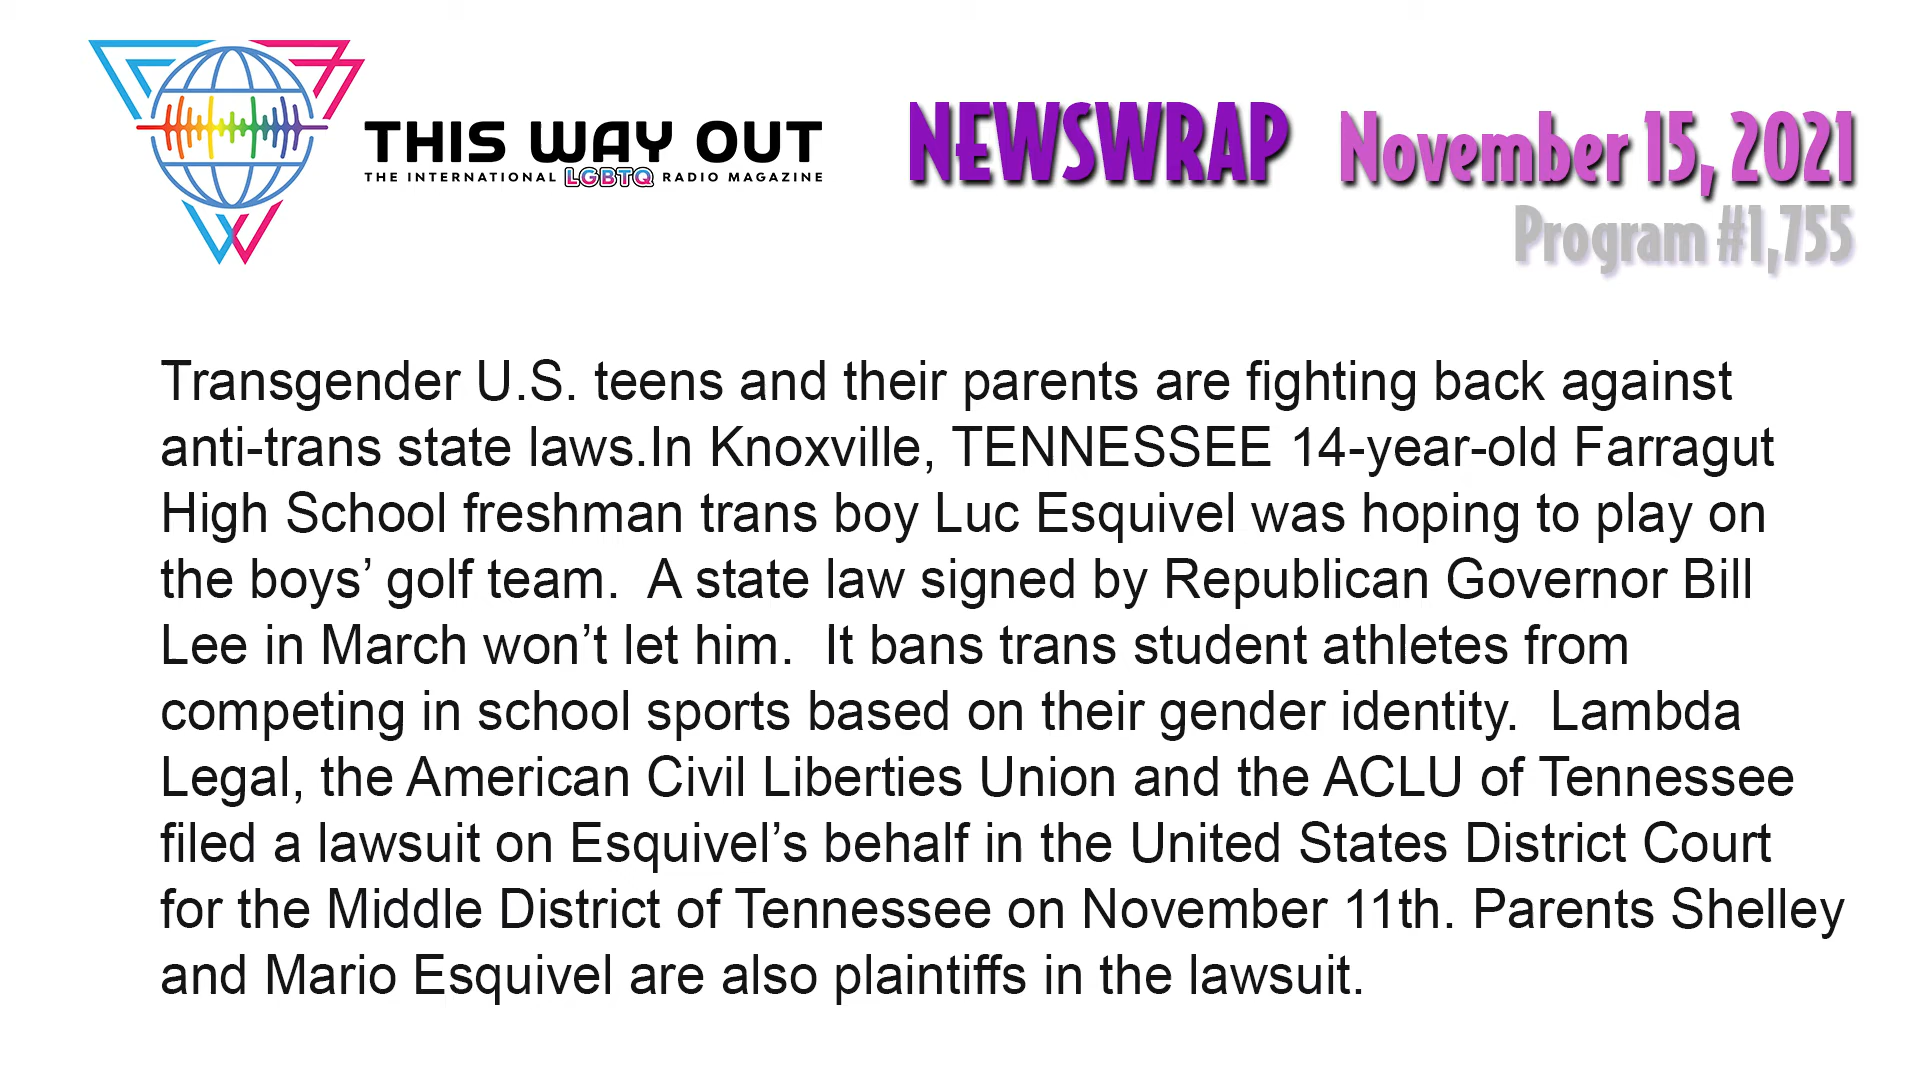 THIS WAY OUT
THE INTERNATIONAL LGBTQ RADIO MAGAZINE
NEWSWRAP
November 15, 2021
Program #1,755
Transgender U.S. teens and their parents are fighting back against
anti-trans state laws.In Knoxville, TENNESSEE 14-year-old Farragut
High School freshman trans boy Luc Esquivel was hoping to play on
the boys’ golf team.  A state law signed by Republican Governor Bill
Lee in March won’t let him.  It bans trans student athletes from
competing in school sports based on their gender identity.  Lambda
Legal, the American Civil Liberties Union and the ACLU of Tennessee
filed a lawsuit on Esquivel’s behalf in the United States District Court
for the Middle District of Tennessee on November 11th. Parents Shelley
and Mario Esquivel are also plaintiffs in the lawsuit.